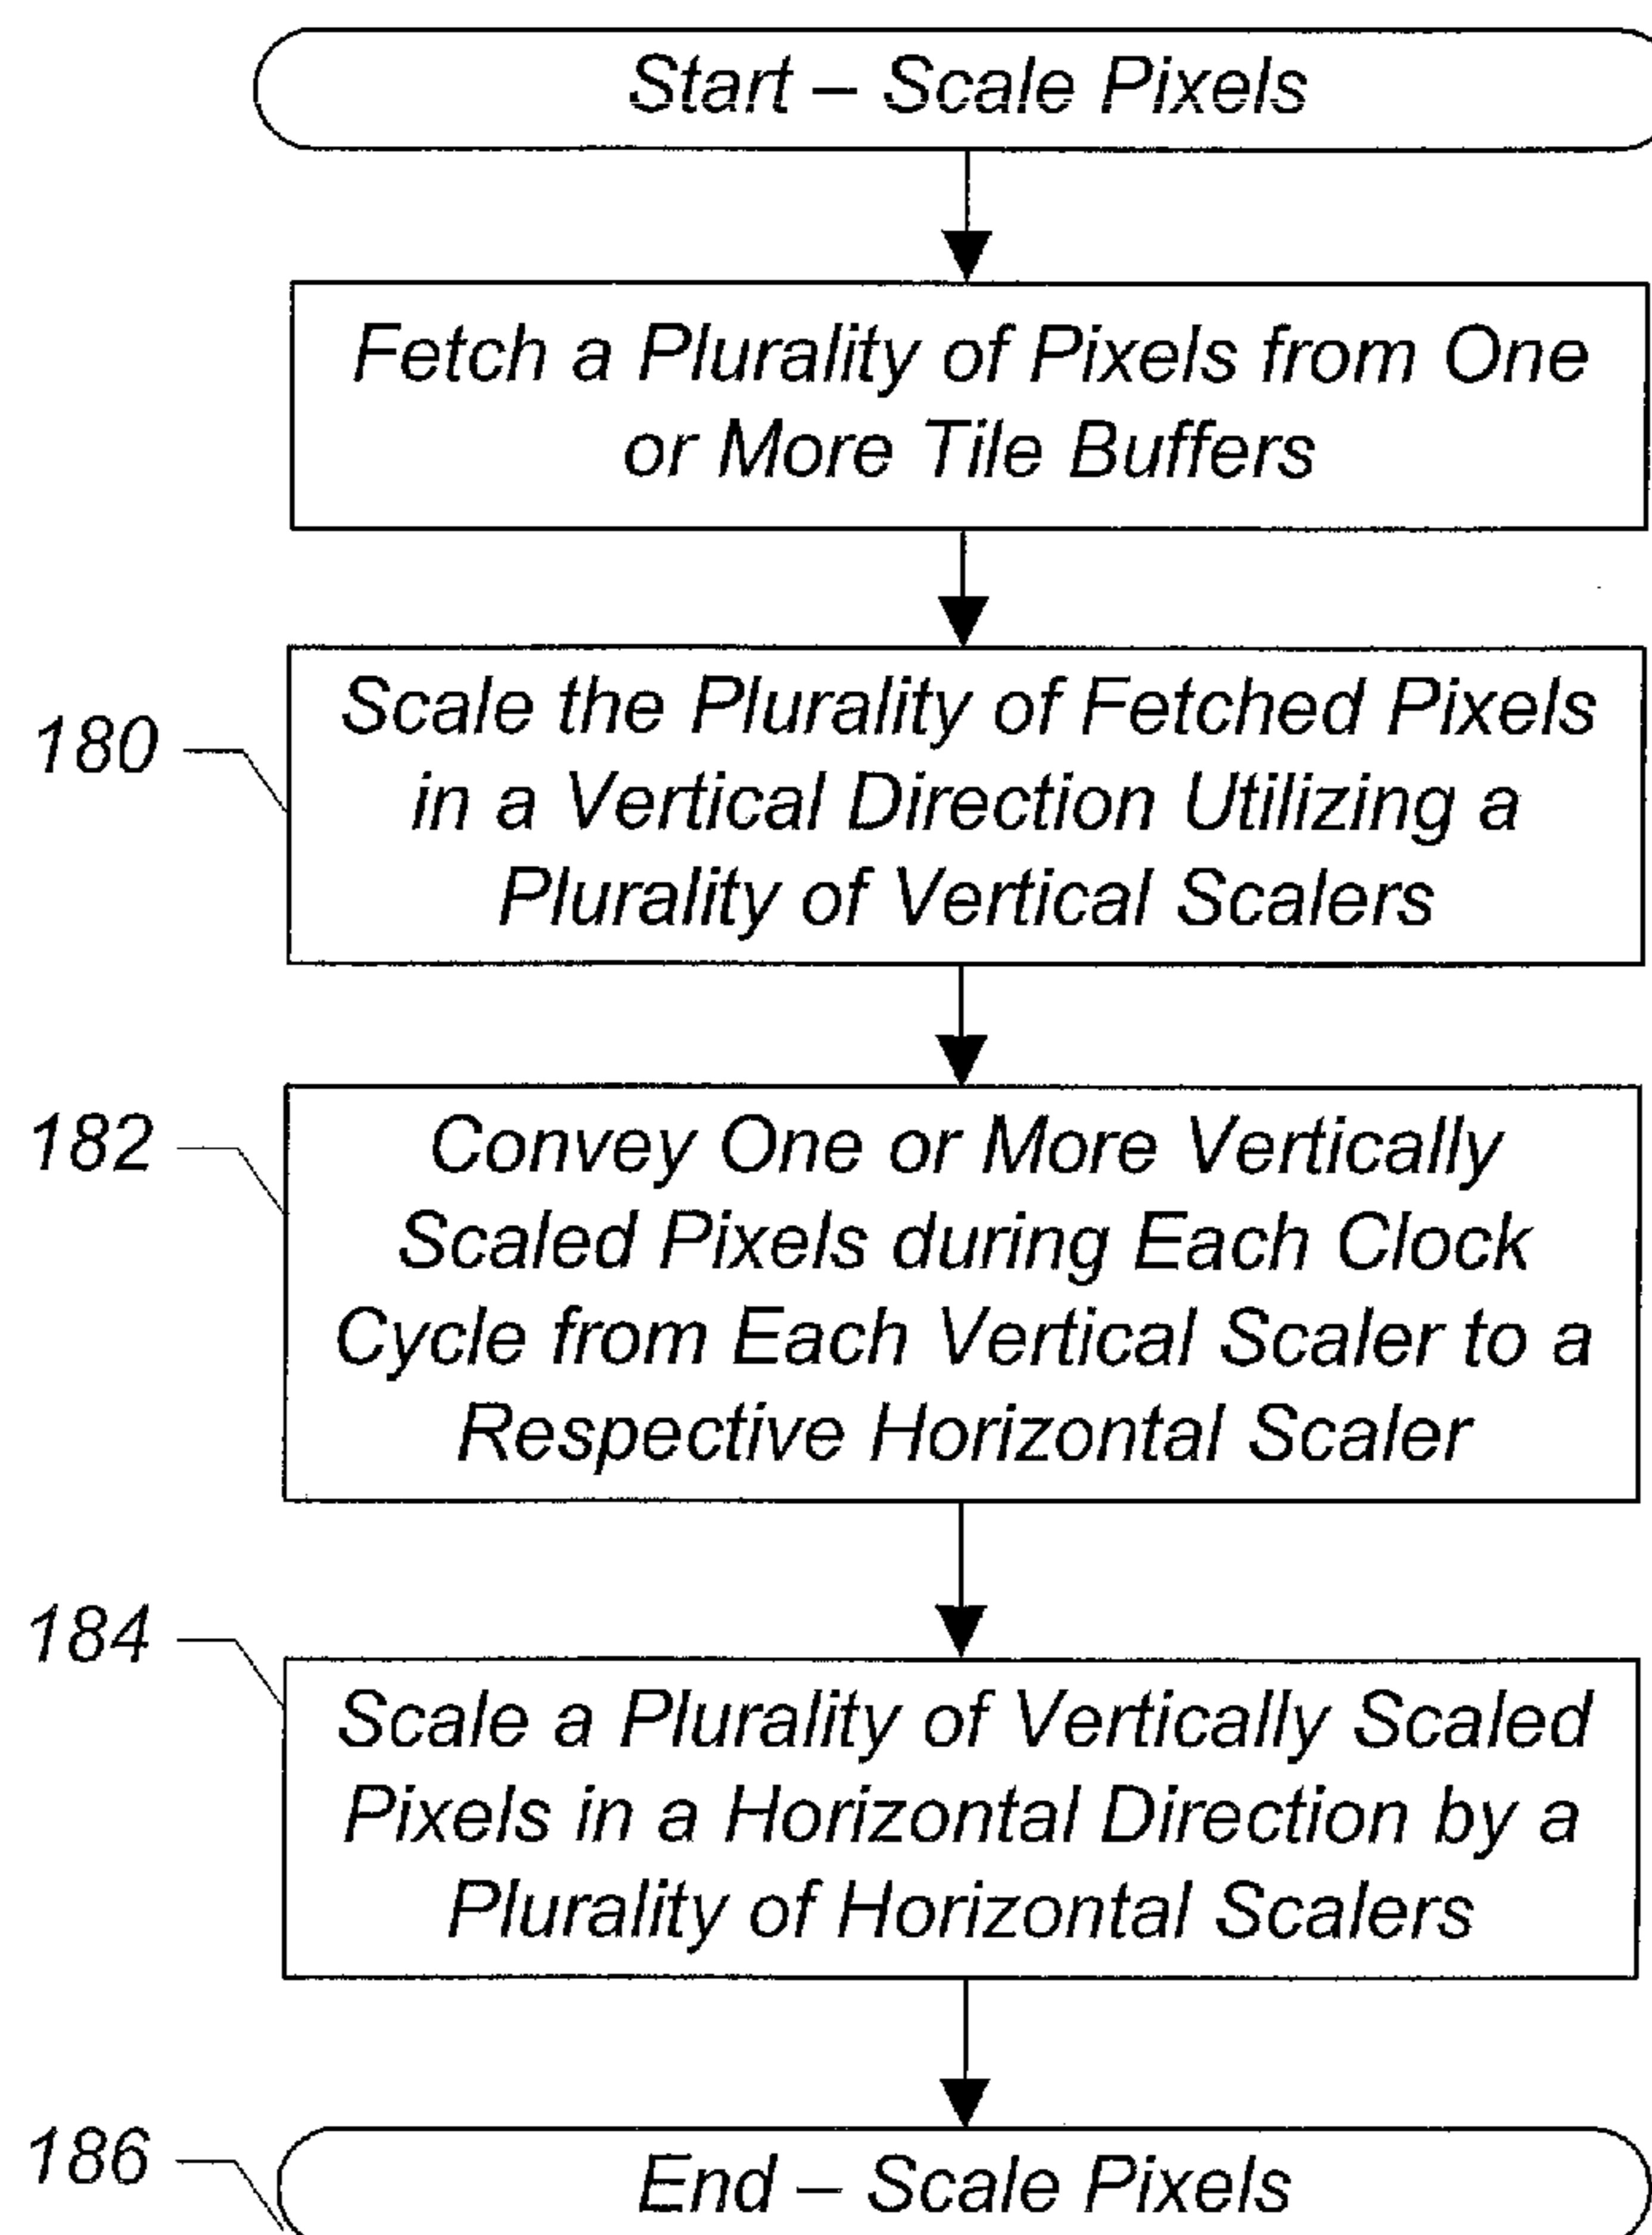 Start – Scale Pixels
Fetch a Plurality of Pixels from One
or More Tile Buffers
180
Scale the Plurality of Fetched Pixels
in a Vertical Direction Utilizing a
Plurality of Vertical Scalers
182
Convey One or More Vertically
Scaled Pixels during Each Clock
Cycle from Each Vertical Scaler to a
Respective Horizontal Scaler
184
Scale a Plurality of Vertically Scaled
Pixels in a Horizontal Direction by a
Plurality of Horizontal Scalers
186
End – Scale Pixels